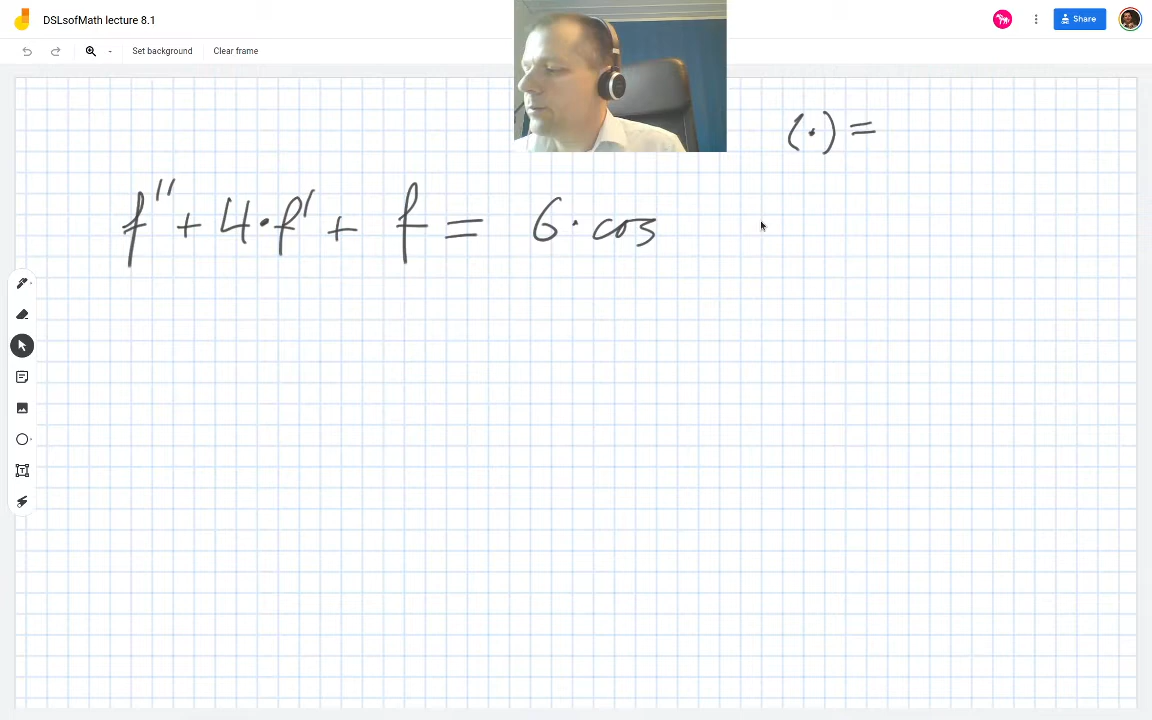 DSLsofMath lecture 8.1
Share
Set background
Clear frame
(·) =
f'' + 4·f' + f = 6·cos